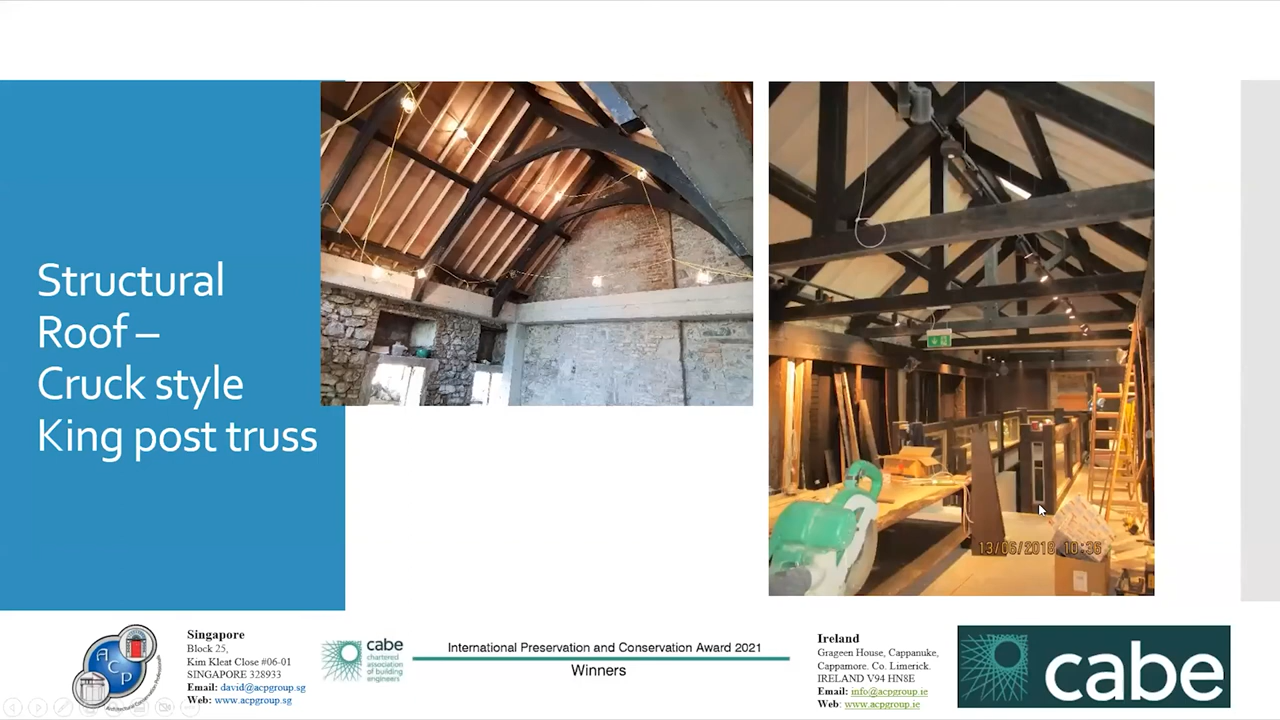 Structural
Roof –
Cruck style
King post truss
13/06/2018 10:36
Singapore
Block 25,
Kim Kleat Close #06-01
SINGAPORE 328933
Email: david@acpgroup.sg
Web: www.acpgroup.sg
A
C
P
cabe
chartered
association of
building
engineers
International Preservation and Conservation Award 2021
Winners
Ireland
Grageen House, Cappanuke,
Cappamore. Co. Limerick.
IRELAND V94 HN8E
Email: info@acpgroup.ie
Web: www.acpgroup.ie
cabe